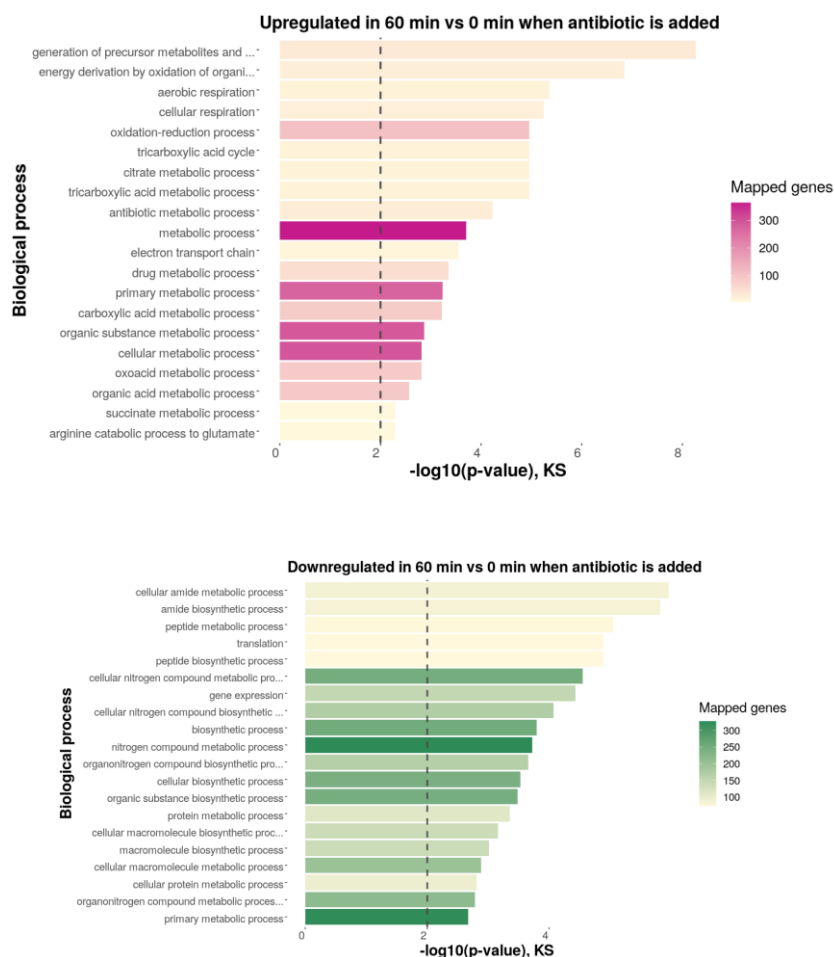 Upregulated in 60 min vs 0 min when antibiotic is added
generation of precursor metabolites and ...
energy derivation by oxidation of organi...
aerobic respiration
cellular respiration
oxidation-reduction process
tricarboxylic acid cycle
citrate metabolic process
tricarboxylic acid metabolic process
antibiotic metabolic process
metabolic process
electron transport chain
drug metabolic process
primary metabolic process
carboxylic acid metabolic process
organic substance metabolic process
cellular metabolic process
oxoacid metabolic process
organic acid metabolic process
succinate metabolic process
arginine catabolic process to glutamate
Biological process
0 2 4 6 8
-log10(p-value), KS
Mapped genes
300
200
100
Downregulated in 60 min vs 0 min when antibiotic is added
cellular amide metabolic process
amide biosynthetic process
peptide metabolic process
translation
peptide biosynthetic process
cellular nitrogen compound metabolic pro...
gene expression
cellular nitrogen compound biosynthetic ...
biosynthetic process
nitrogen compound metabolic process
organonitrogen compound biosynthetic pro...
cellular biosynthetic process
organic substance biosynthetic process
protein metabolic process
cellular macromolecule biosynthetic proc...
macromolecule biosynthetic process
cellular macromolecule metabolic process
cellular protein metabolic process
organonitrogen compound metabolic proces...
primary metabolic process
Biological process
0 2 4
-log10(p-value), KS
Mapped genes
300
250
200
150
100